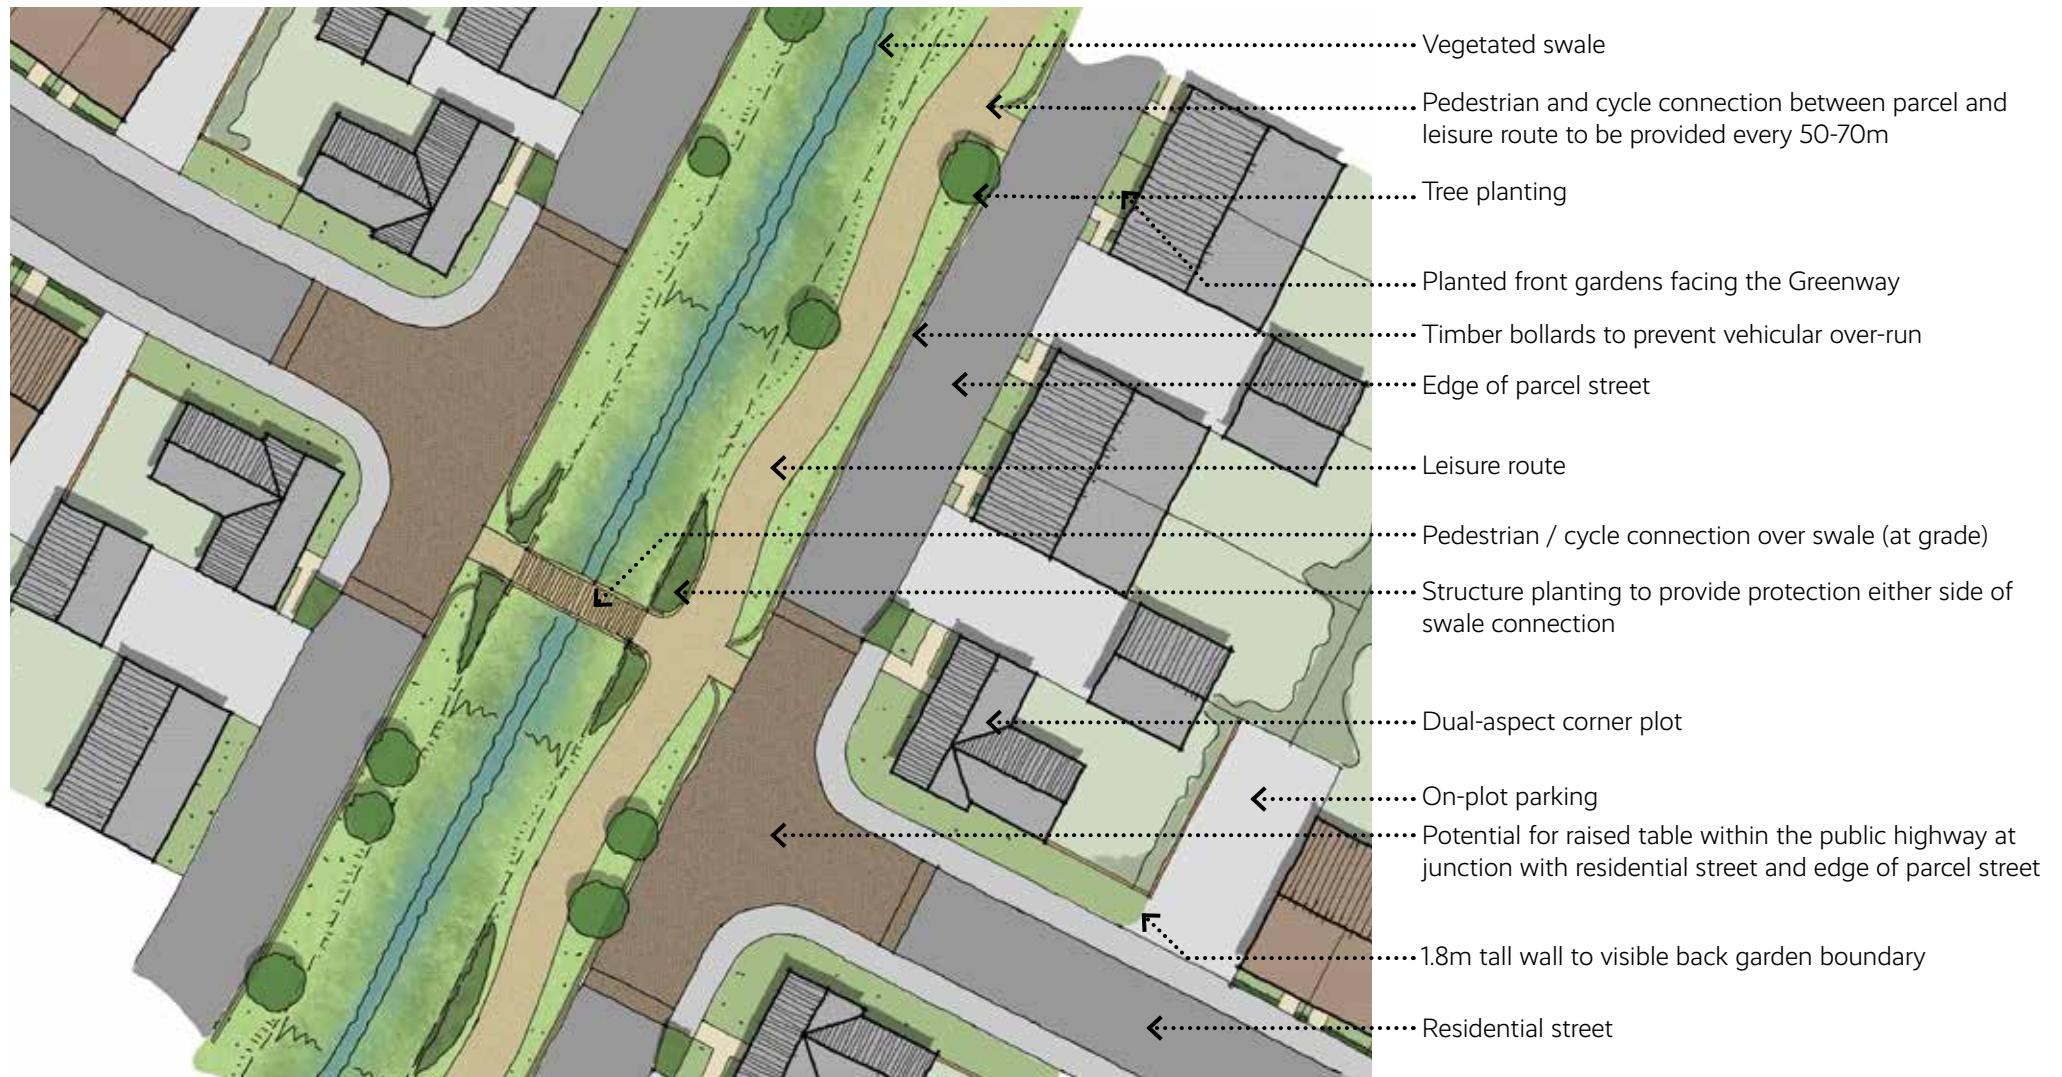 Vegetated swale
Pedestrian and cycle connection between parcel and
leisure route to be provided every 50-70m
Tree planting
Planted front gardens facing the Greenway
Timber bollards to prevent vehicular over-run
Edge of parcel street
Leisure route
Pedestrian / cycle connection over swale (at grade)
Structure planting to provide protection either side of
swale connection
Dual-aspect corner plot
On-plot parking
Potential for raised table within the public highway at
junction with residential street and edge of parcel street
1.8m tall wall to visible back garden boundary
Residential street